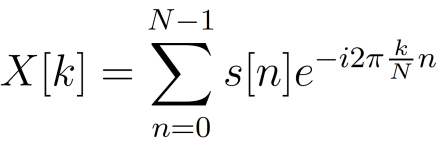 X[k] = \sum_{n=0}^{N-1} s[n]e^{-i2\pi \frac{k}{N} n}